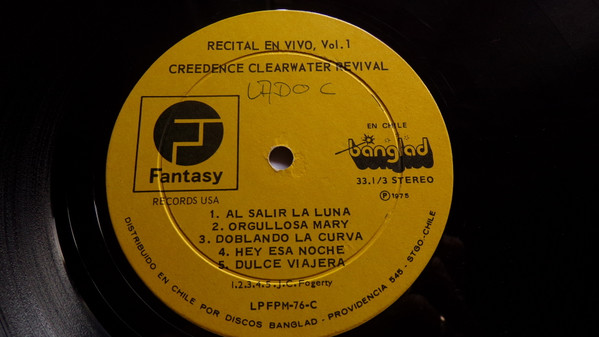 RECITAL EN VIVO, Vol. 1
CREEDENCE CLEARWATER REVIVAL
LADO C
Fantasy
RECORDS USA
EN CHILE
banglad
33.1/3 STEREO
Ⓟ 1975
1. AL SALIR LA LUNA
2. ORGULLOSA MARY
3. DOBLANDO LA CURVA
4. HEY ESA NOCHE
5. DULCE VIAJERA
1.2.3.4.5.J.C.Fogerty
LPFPM-76-C
DISTRIBUIDO EN CHILE POR DISCOS BANGLAD - PROVIDENCIA 545 - STGO-CHILE